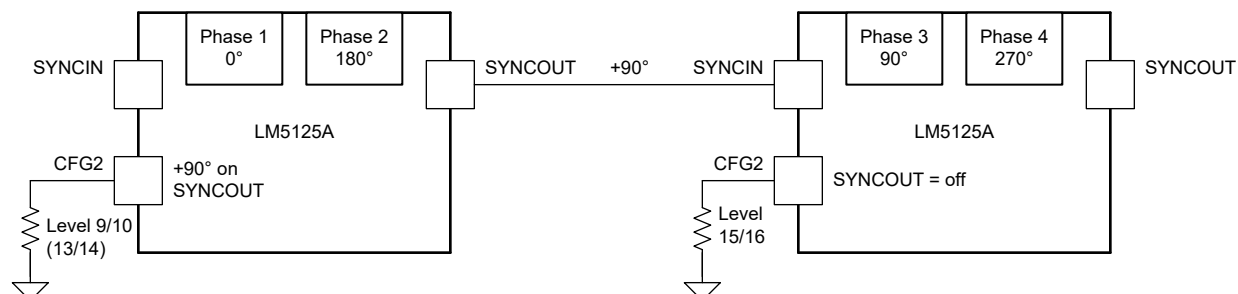 Phase 1
0°
Phase 2
180°
SYNCIN
SYNCOUT
+90°
LM5125A
CFG2
+90° on
SYNCOUT
Level 9/10
(13/14)
SYNCIN
Phase 3
90°
Phase 4
270°
SYNCOUT
LM5125A
CFG2
SYNCOUT = off
Level
15/16